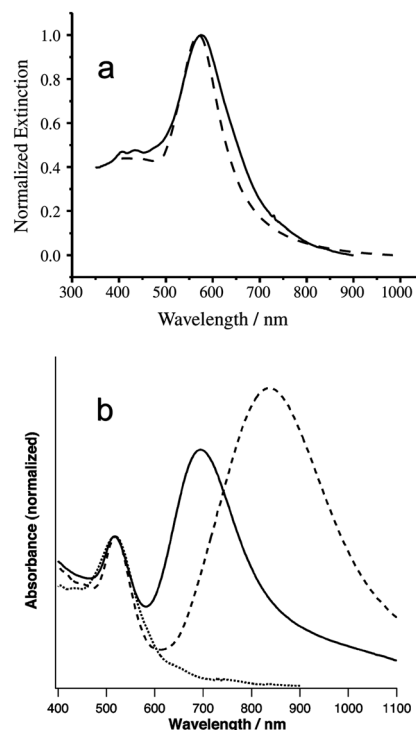 a
Normalized Extinction
1.0
0.8
0.6
0.4
0.2
0.0
300 400 500 600 700 800 900 1000
Wavelength / nm
b
Absorbance (normalized)
400 500 600 700 800 900 1000 1100
Wavelength / nm